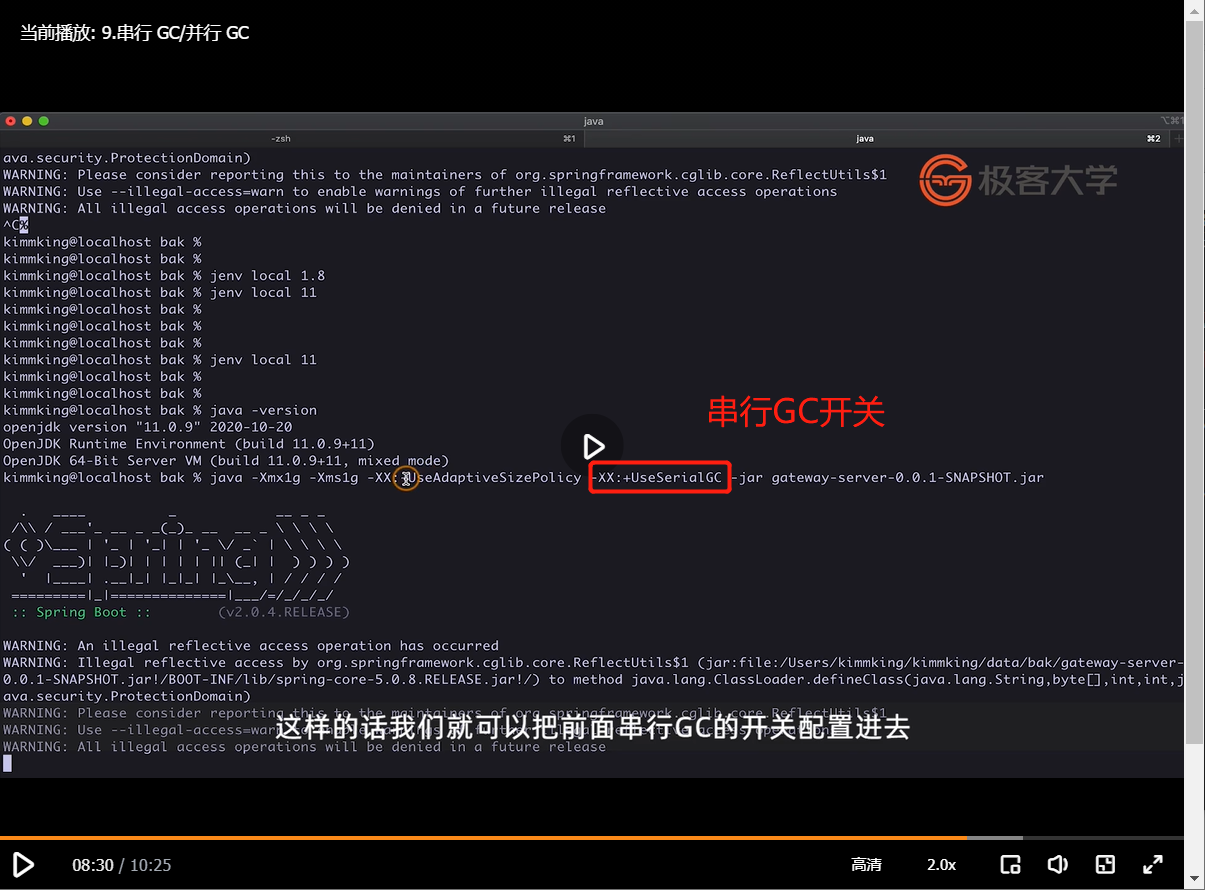 当前播放: 9.串行 GC/并行 GC
java
⌥⌘1
-zsh ⌘1
java ⌘2
ava.security.ProtectionDomain)
WARNING: Please consider reporting this to the maintainers of org.springframework.cglib.core.ReflectUtils$1
WARNING: Use --illegal-access=warn to enable warnings of further illegal reflective access operations
WARNING: All illegal access operations will be denied in a future release
极客大学
^C%
kimmking@localhost bak %
kimmking@localhost bak %
kimmking@localhost bak % jenv local 1.8
kimmking@localhost bak % jenv local 11
kimmking@localhost bak %
kimmking@localhost bak %
kimmking@localhost bak %
kimmking@localhost bak % jenv local 11
kimmking@localhost bak %
kimmking@localhost bak %
kimmking@localhost bak % java -version
openjdk version "11.0.9" 2020-10-20
OpenJDK Runtime Environment (build 11.0.9+11)
OpenJDK 64-Bit Server VM (build 11.0.9+11, mixed mode)
串行GC开关
kimmking@localhost bak % java -Xmx1g -Xms1g -XX: UseAdaptiveSizePolicy -XX:+UseSerialGC -jar gateway-server-0.0.1-SNAPSHOT.jar
:: Spring Boot :: (v2.0.4.RELEASE)
WARNING: An illegal reflective access operation has occurred
WARNING: Illegal reflective access by org.springframework.cglib.core.ReflectUtils$1 (jar:file:/Users/kimmking/kimmking/data/bak/gateway-server-
0.0.1-SNAPSHOT.jar!/BOOT-INF/lib/spring-core-5.0.8.RELEASE.jar!/) to method java.lang.ClassLoader.defineClass(java.lang.String,byte[],int,int,j
ava.security.ProtectionDomain)
WARNING: Please consider reporting this to the maintainers of org.springframework.cglib.core.ReflectUtils$1
这样的话我们就可以把前面串行GC的开关配置进去
WARNING: Use --illegal-access=warn to enable warnings of further illegal reflective access operations
WARNING: All illegal access operations will be denied in a future release
08:30 / 10:25
高清
2.0x